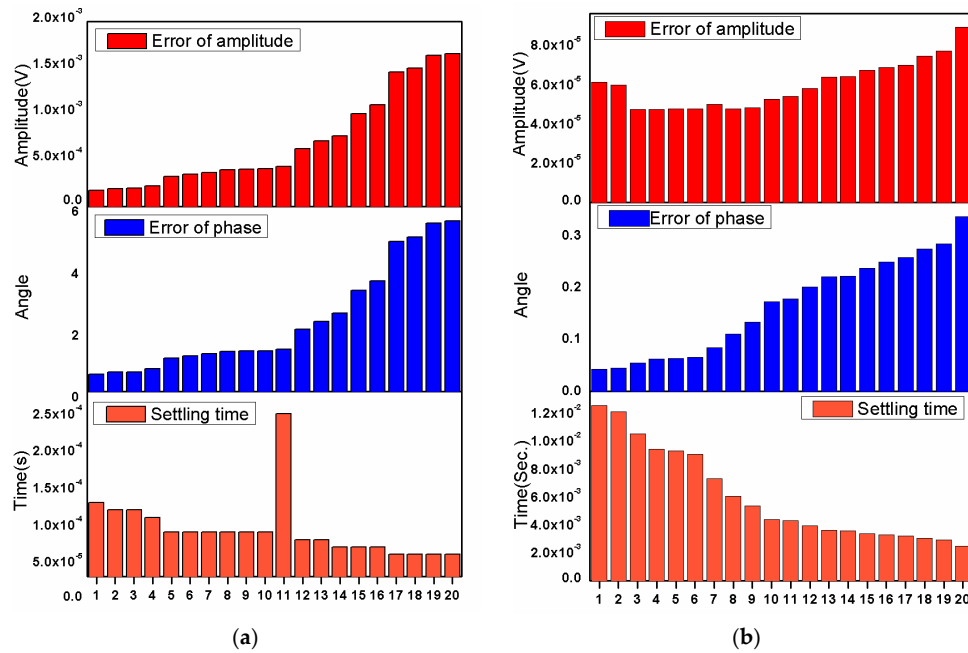 2.0x10⁻³
Error of amplitude
1.5x10⁻³
1.0x10⁻³
5.0x10⁻⁴
0.0
Amplitude(V)
6
Error of phase
4
2
0
Angle
Settling time
2.5x10⁻⁴
2.0x10⁻⁴
1.5x10⁻⁴
1.0x10⁻⁴
5.0x10⁻⁵
0.0
Time(s)
1 2 3 4 5 6 7 8 9 10 11 12 13 14 15 16 17 18 19 20
(a)
Error of amplitude
8.0x10⁻⁵
6.0x10⁻⁵
4.0x10⁻⁵
2.0x10⁻⁵
0.0
Amplitude(V)
Error of phase
0.3
0.2
0.1
0.0
Angle
Settling time
1.2x10⁻²
1.0x10⁻²
8.0x10⁻³
6.0x10⁻³
4.0x10⁻³
2.0x10⁻³
0.0
Time(Sec.)
1 2 3 4 5 6 7 8 9 10 11 12 13 14 15 16 17 18 19 20
(b)